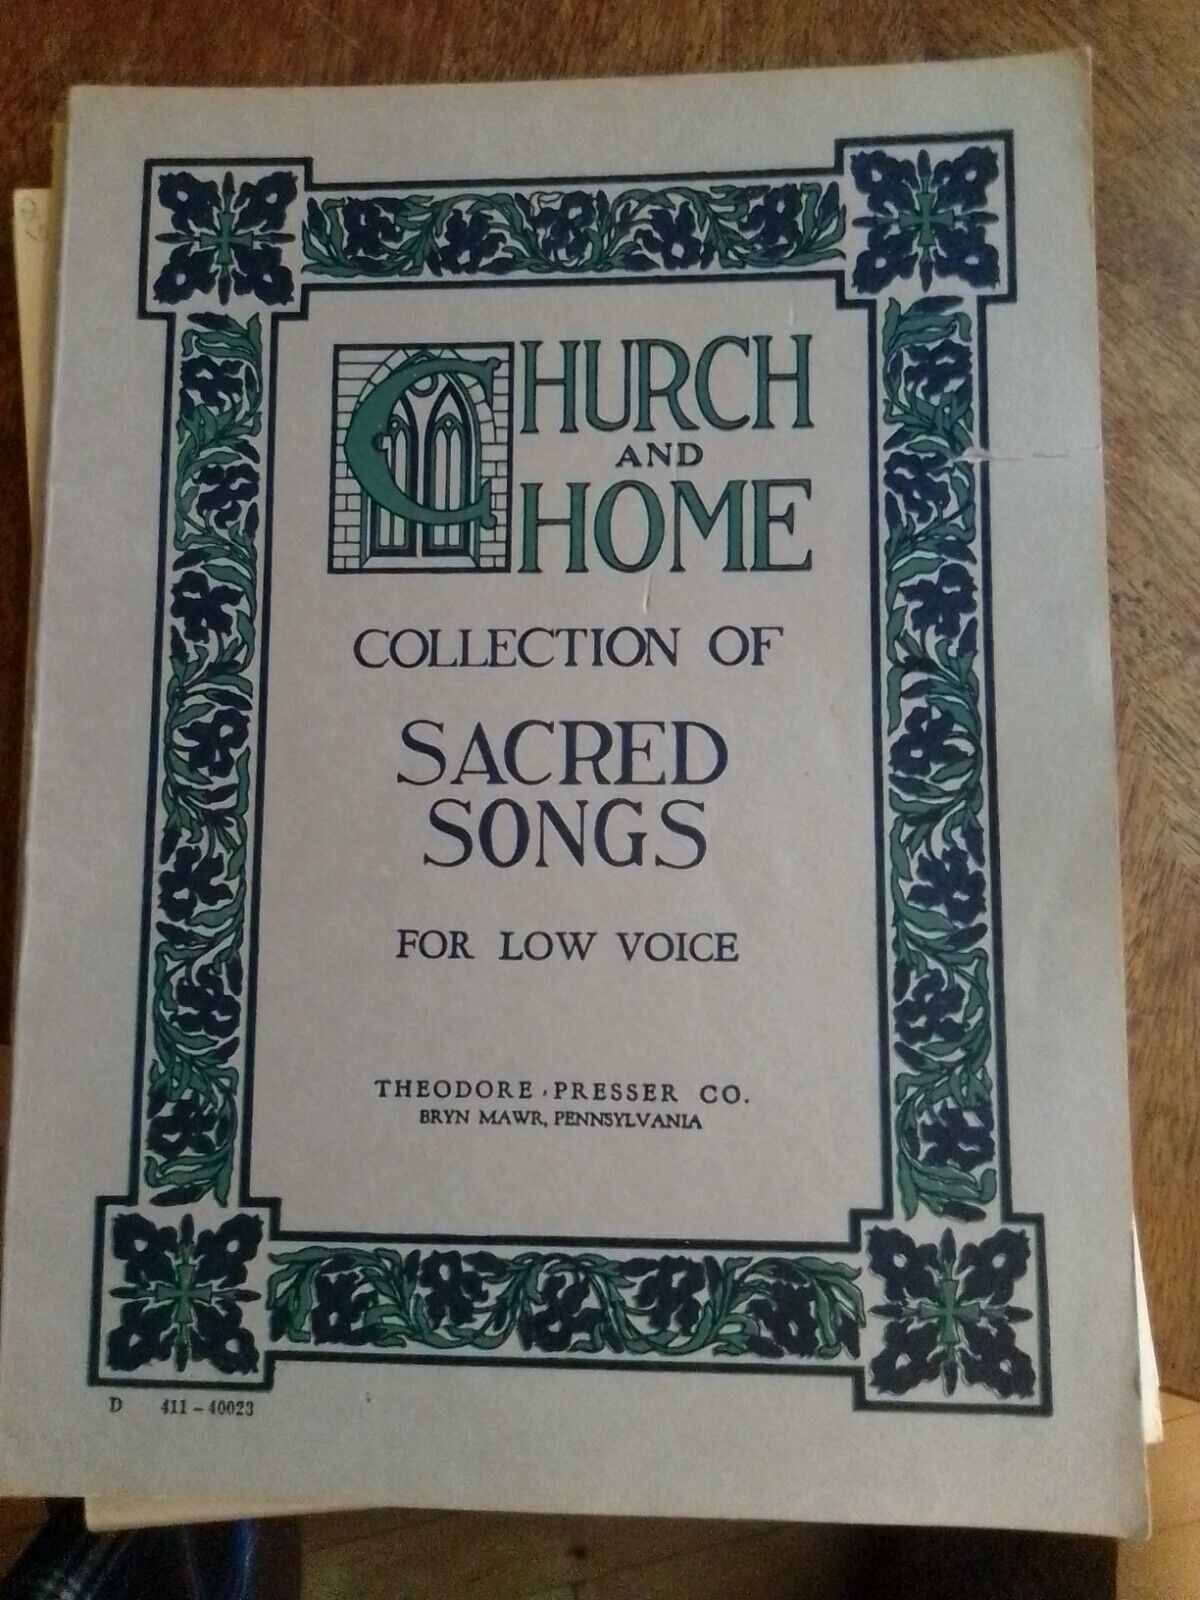 CHURCH
AND
HOME
COLLECTION OF
SACRED
SONGS
FOR LOW VOICE
THEODORE PRESSER CO.
BRYN MAWR, PENNSYLVANIA
D 411-40023